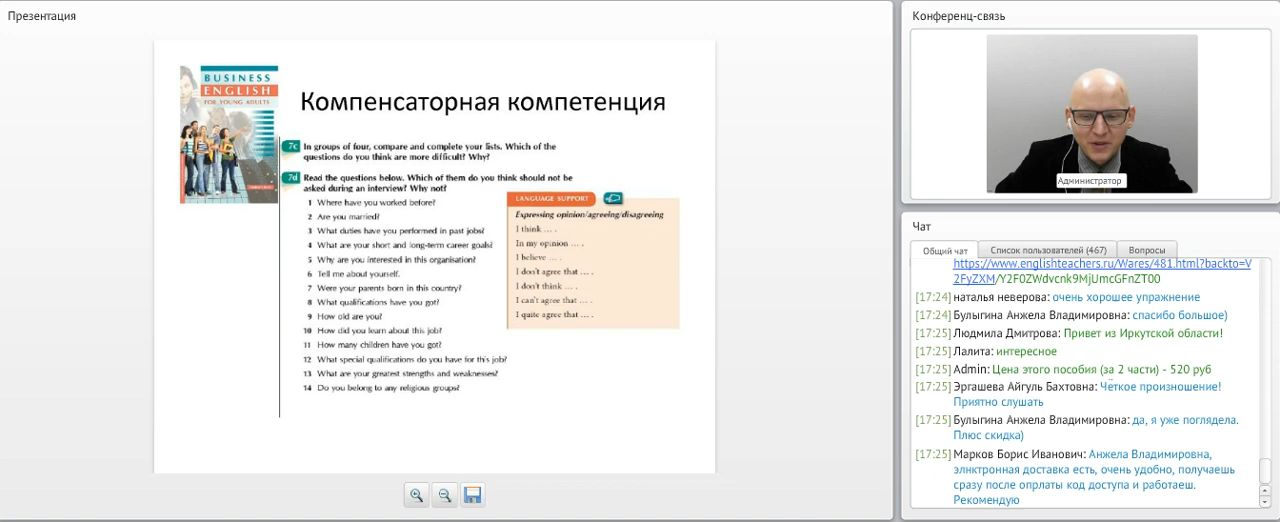 Презентация
BUSINESS
ENGLISH
FOR YOUNG ADULTS
Компенсаторная компетенция
7c In groups of four, compare and complete your lists. Which of the
questions do you think are more difficult? Why?
7d Read the questions below. Which of them do you think should not be
asked during an interview? Why not?
1 Where have you worked before?
2 Are you married?
3 What duties have you performed in past jobs?
4 What are your short and long-term career goals?
5 Why are you interested in this organisation?
6 Tell me about yourself.
7 Were your parents born in this country?
8 What qualifications have you got?
9 How old are you?
10 How did you learn about this job?
11 How many children have you got?
12 What special qualifications do you have for this job?
13 What are your greatest strengths and weaknesses?
14 Do you belong to any religious groups?
LANGUAGE SUPPORT
Expressing opinion/agreeing/disagreeing
I think ... .
In my opinion ... .
I believe ... .
I don't agree that ... .
I don't think ... .
I can't agree that ... .
I quite agree that ... .
Конференц-связь
Администратор
Чат
Общий чат Список пользователей (467) Вопросы
https://www.englishteachers.ru/Wares/481.html?backto=V
2FyZXM/Y2F0ZWdvcnk9MjUmcGFnZT00
[17:24] наталья неверова: очень хорошее упражнение
[17:24] Булыгина Анжела Владимировна: спасибо большое)
[17:25] Людмила Дмитрова: Привет из Иркутской области!
[17:25] Лалита: интересное
[17:25] Admin: Цена этого пособия (за 2 части) - 520 руб
[17:25] Эргашева Айгуль Бахтовна: Чёткое произношение!
Приятно слушать
[17:25] Булыгина Анжела Владимировна: да, я уже поглядела.
Плюс скидка)
[17:25] Марков Борис Иванович: Анжела Владимировна,
элнктронная доставка есть, очень удобно, получаешь
сразу после опрлаты код доступа и работаеш.
Рекомендую